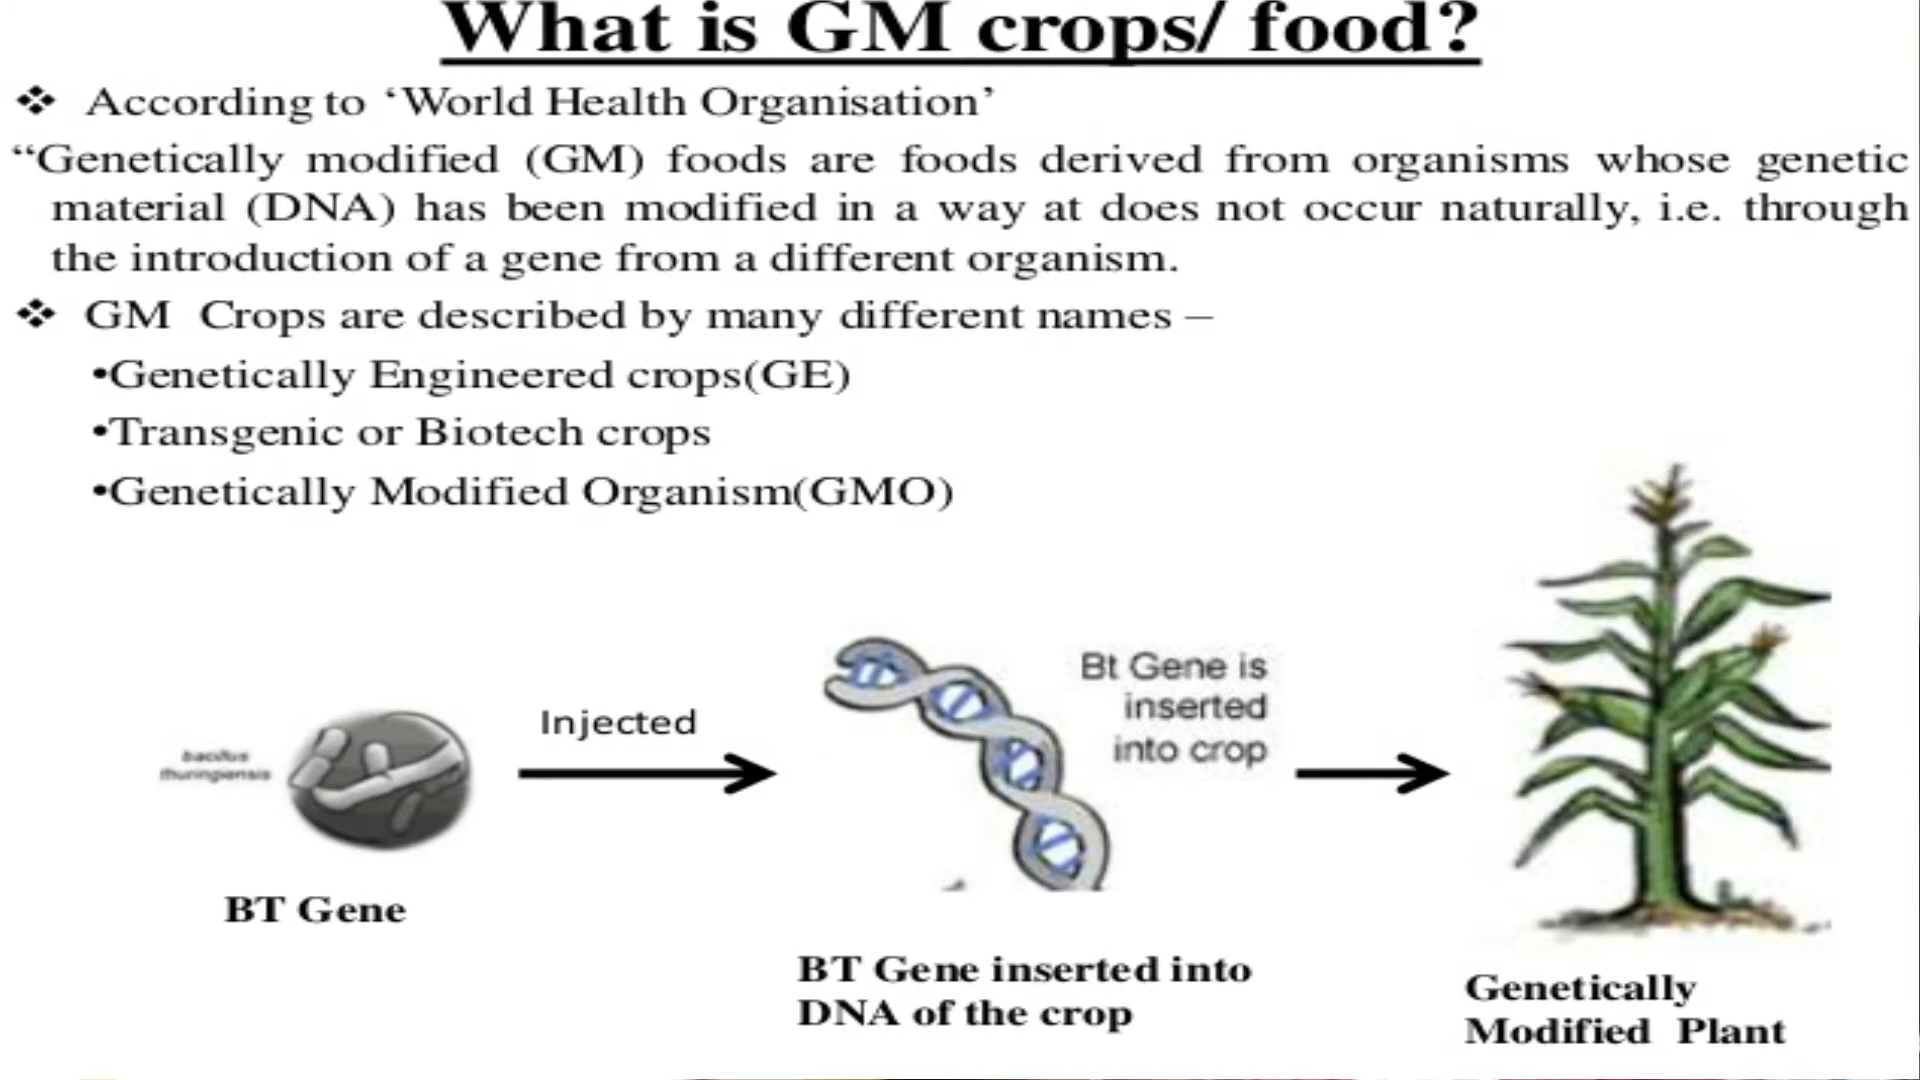 What is GM crops/ food?
❖ According to ‘World Health Organisation’
“Genetically modified (GM) foods are foods derived from organisms whose genetic
material (DNA) has been modified in a way at does not occur naturally, i.e. through
the introduction of a gene from a different organism.
❖ GM Crops are described by many different names –
•Genetically Engineered crops(GE)
•Transgenic or Biotech crops
•Genetically Modified Organism(GMO)
bacillus
thuringiensis
Injected
Bt Gene is
inserted
into crop
BT Gene
BT Gene inserted into
DNA of the crop
Genetically
Modified Plant